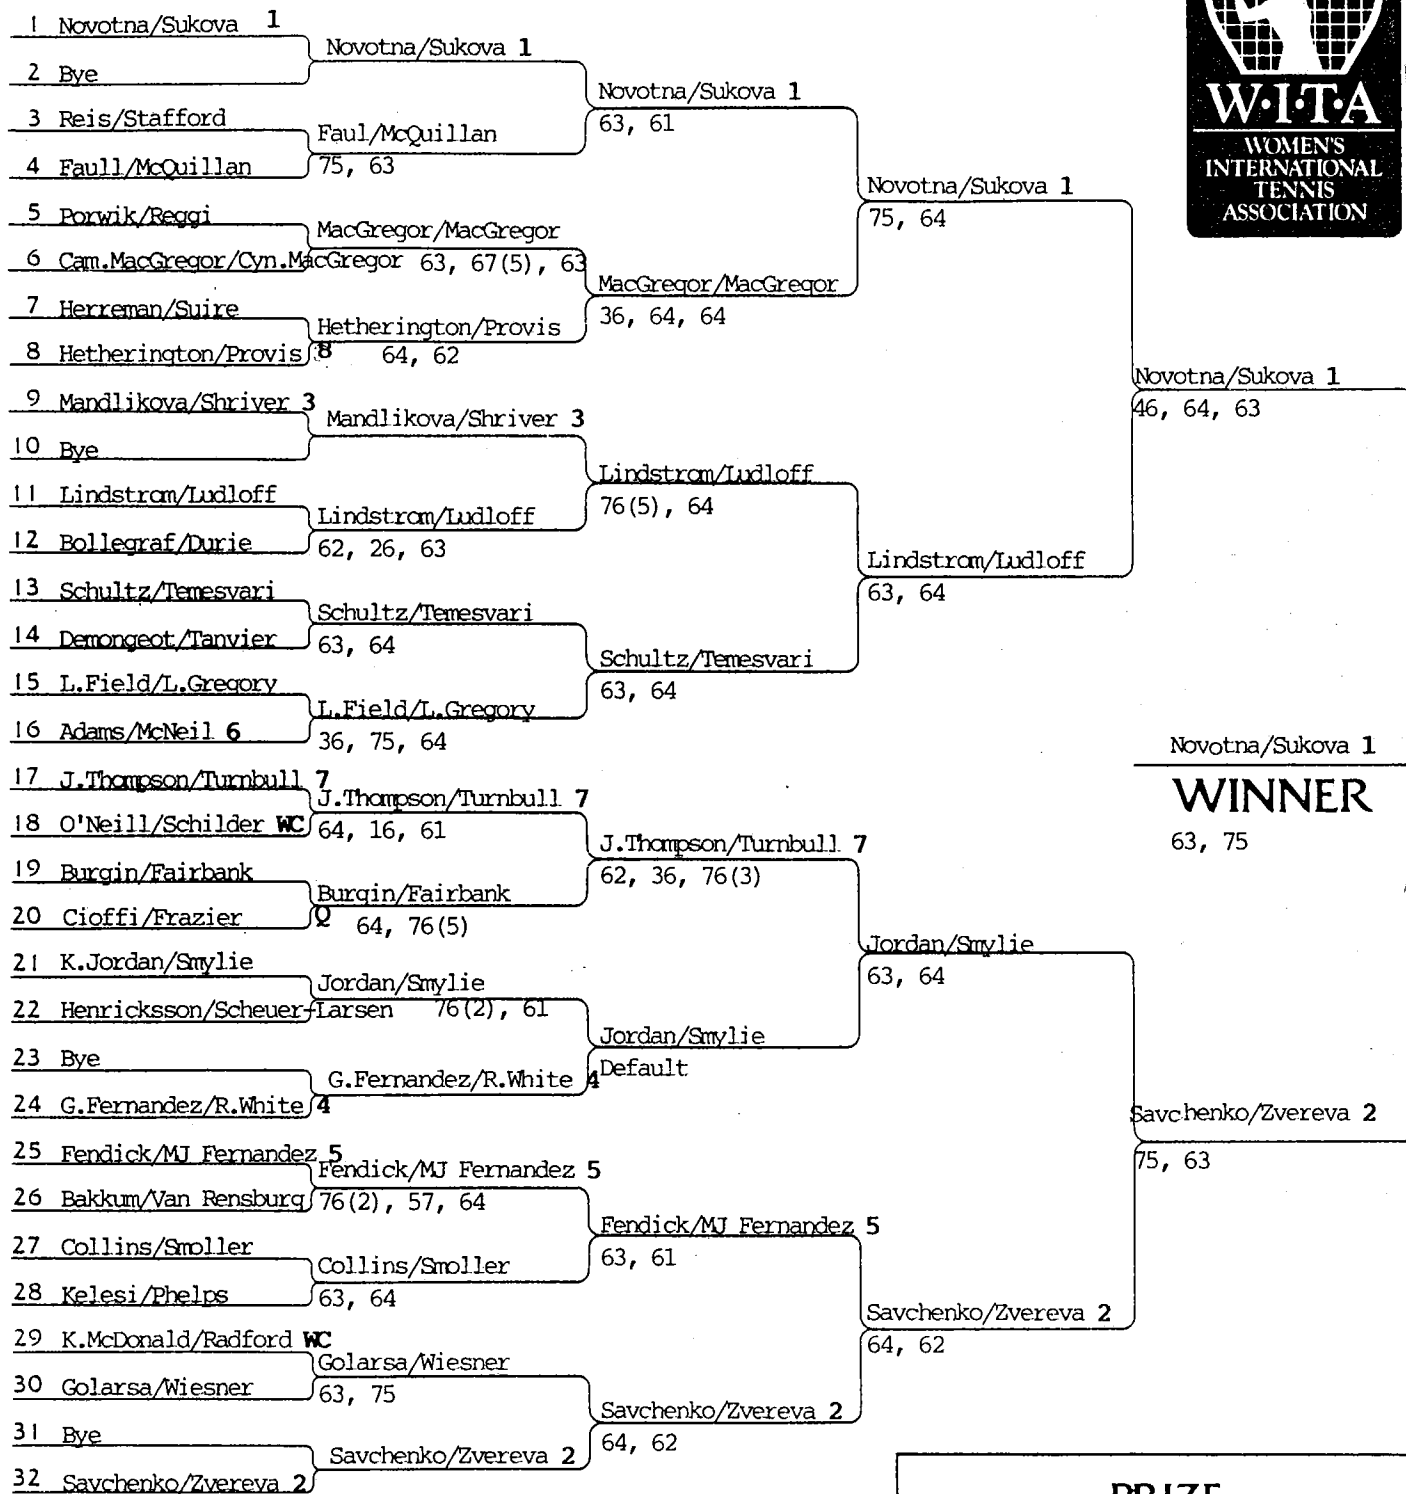 1 Novotna/Sukova 1
2 Bye
3 Reis/Stafford
4 Faull/McQuillan
5 Porwik/Reggi
6 Cam.MacGregor/Cyn.MacGregor
7 Herreman/Suire
8 Hetherington/Provis 8
9 Mandlikova/Shriver 3
10 Bye
11 Lindstrom/Ludloff
12 Bollegraf/Durie
13 Schultz/Temesvari
14 Demongeot/Tanvier
15 L.Field/L.Gregory
16 Adams/McNeil 6
17 J.Thompson/Turnbull 7
18 O'Neill/Schilder WC
19 Burgin/Fairbank
20 Cioffi/Frazier Q
21 K.Jordan/Smylie
22 Henricksson/Scheuer-Larsen
23 Bye
24 G.Fernandez/R.White 4
25 Fendick/MJ Fernandez 5
26 Bakkum/Van Rensburg
27 Collins/Smoller
28 Kelesi/Phelps
29 K.McDonald/Radford WC
30 Golarsa/Wiesner
31 Bye
32 Savchenko/Zvereva 2
Novotna/Sukova 1
Faul/McQuillan
75, 63
MacGregor/MacGregor
63, 67(5), 63
Hetherington/Provis
64, 62
Mandlikova/Shriver 3
Lindstrom/Ludloff
62, 26, 63
Schultz/Temesvari
63, 64
L.Field/L.Gregory
36, 75, 64
J.Thompson/Turnbull 7
64, 16, 61
Burgin/Fairbank
64, 76(5)
Jordan/Smylie
76(2), 61
G.Fernandez/R.White 4
Fendick/MJ Fernandez 5
76(2), 57, 64
Collins/Smoller
63, 64
Golarsa/Wiesner
63, 75
Savchenko/Zvereva 2
Novotna/Sukova 1
63, 61
MacGregor/MacGregor
36, 64, 64
Lindstrom/Ludloff
76(5), 64
Schultz/Temesvari
63, 64
J.Thompson/Turnbull 7
62, 36, 76(3)
Jordan/Smylie
Default
Fendick/MJ Fernandez 5
63, 61
Savchenko/Zvereva 2
64, 62
Novotna/Sukova 1
75, 64
Lindstrom/Ludloff
63, 64
Jordan/Smylie
63, 64
Savchenko/Zvereva 2
64, 62
Novotna/Sukova 1
46, 64, 63
Savchenko/Zvereva 2
75, 63
Novotna/Sukova 1
WINNER
63, 75
W·I·T·A
WOMEN'S
INTERNATIONAL
TENNIS
ASSOCIATION
PRIZE